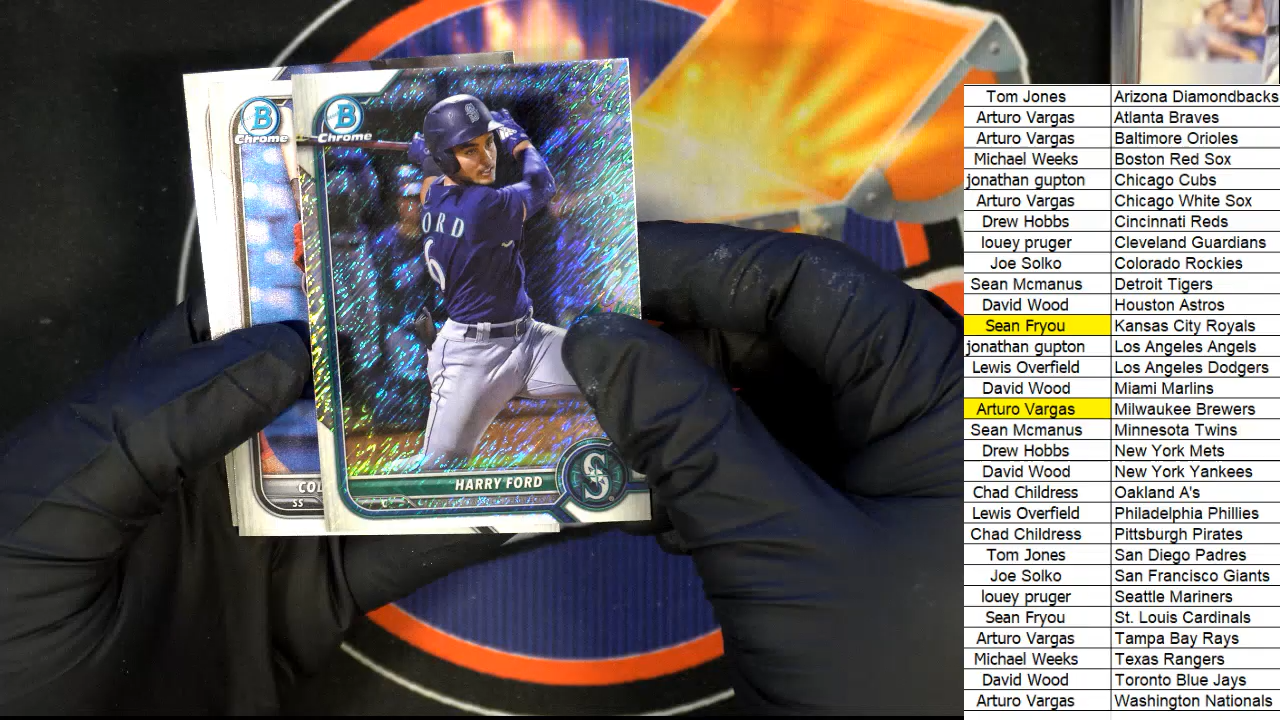 B
Chrome
B
Chrome
ORD
6
S
HARRY FORD
S
COL
SS
C
Tom Jones Arizona Diamondbacks
Arturo Vargas Atlanta Braves
Arturo Vargas Baltimore Orioles
Michael Weeks Boston Red Sox
jonathan gupton Chicago Cubs
Arturo Vargas Chicago White Sox
Drew Hobbs Cincinnati Reds
louey pruger Cleveland Guardians
Joe Solko Colorado Rockies
Sean Mcmanus Detroit Tigers
David Wood Houston Astros
Sean Fryou Kansas City Royals
jonathan gupton Los Angeles Angels
Lewis Overfield Los Angeles Dodgers
David Wood Miami Marlins
Arturo Vargas Milwaukee Brewers
Sean Mcmanus Minnesota Twins
Drew Hobbs New York Mets
David Wood New York Yankees
Chad Childress Oakland A's
Lewis Overfield Philadelphia Phillies
Chad Childress Pittsburgh Pirates
Tom Jones San Diego Padres
Joe Solko San Francisco Giants
louey pruger Seattle Mariners
Sean Fryou St. Louis Cardinals
Arturo Vargas Tampa Bay Rays
Michael Weeks Texas Rangers
David Wood Toronto Blue Jays
Arturo Vargas Washington Nationals